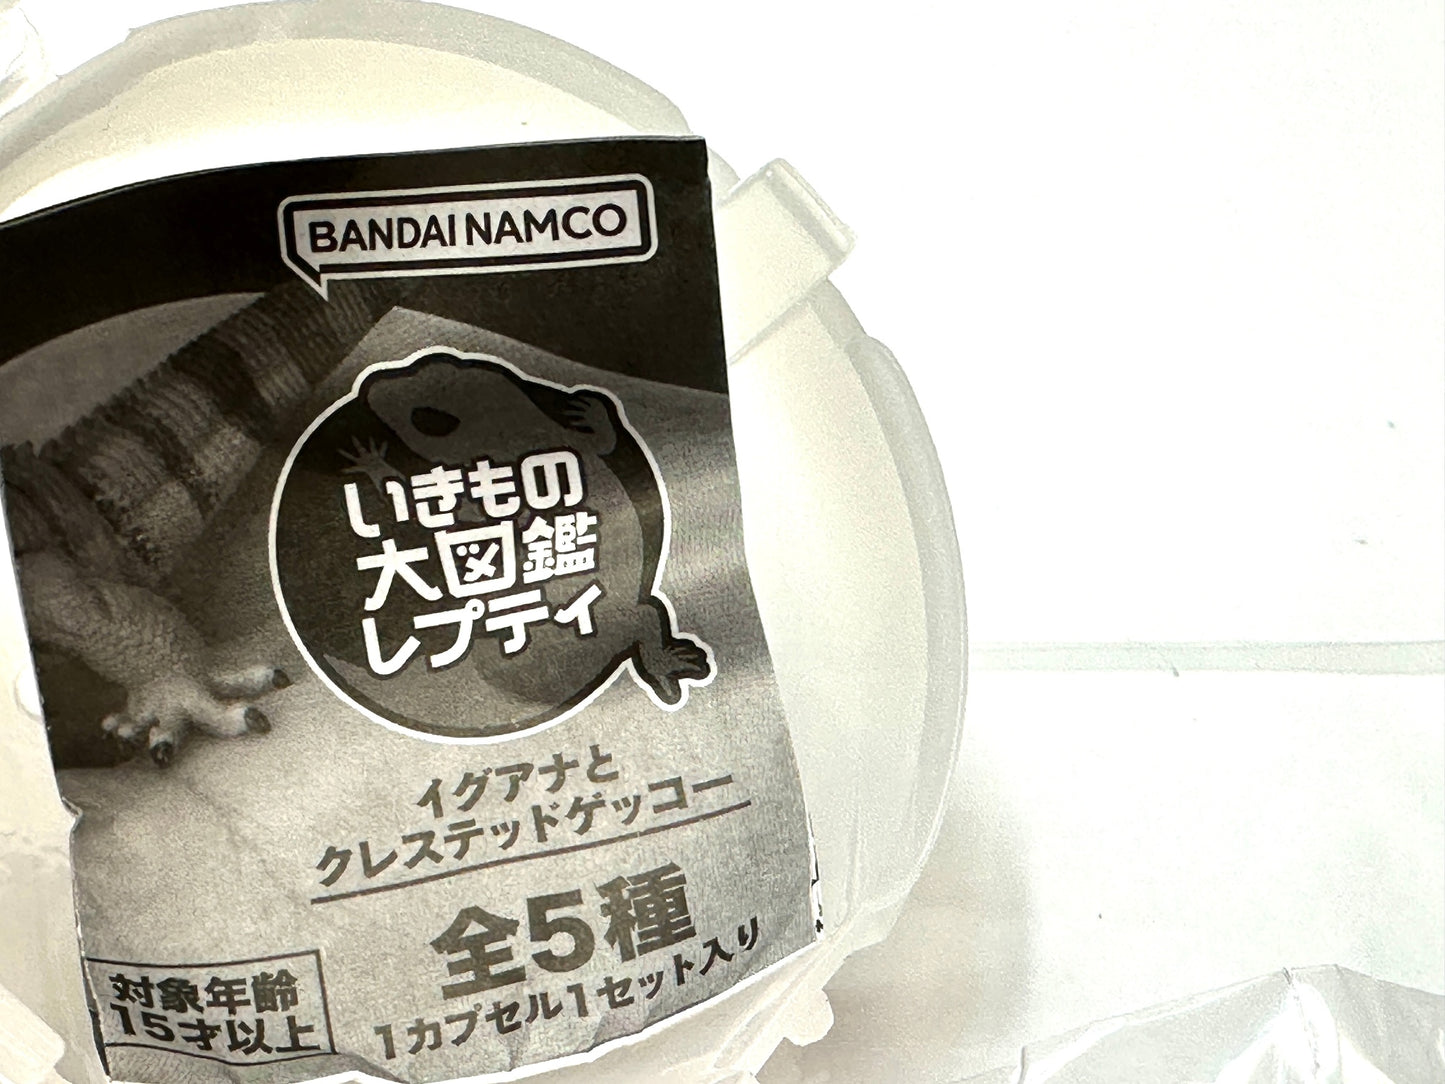 BANDAI NAMCO
いきもの
大図鑑
レプティ
イグアナと
クレステッドゲッコー
全5種
1カプセル1セット入り
対象年齢
15才以上